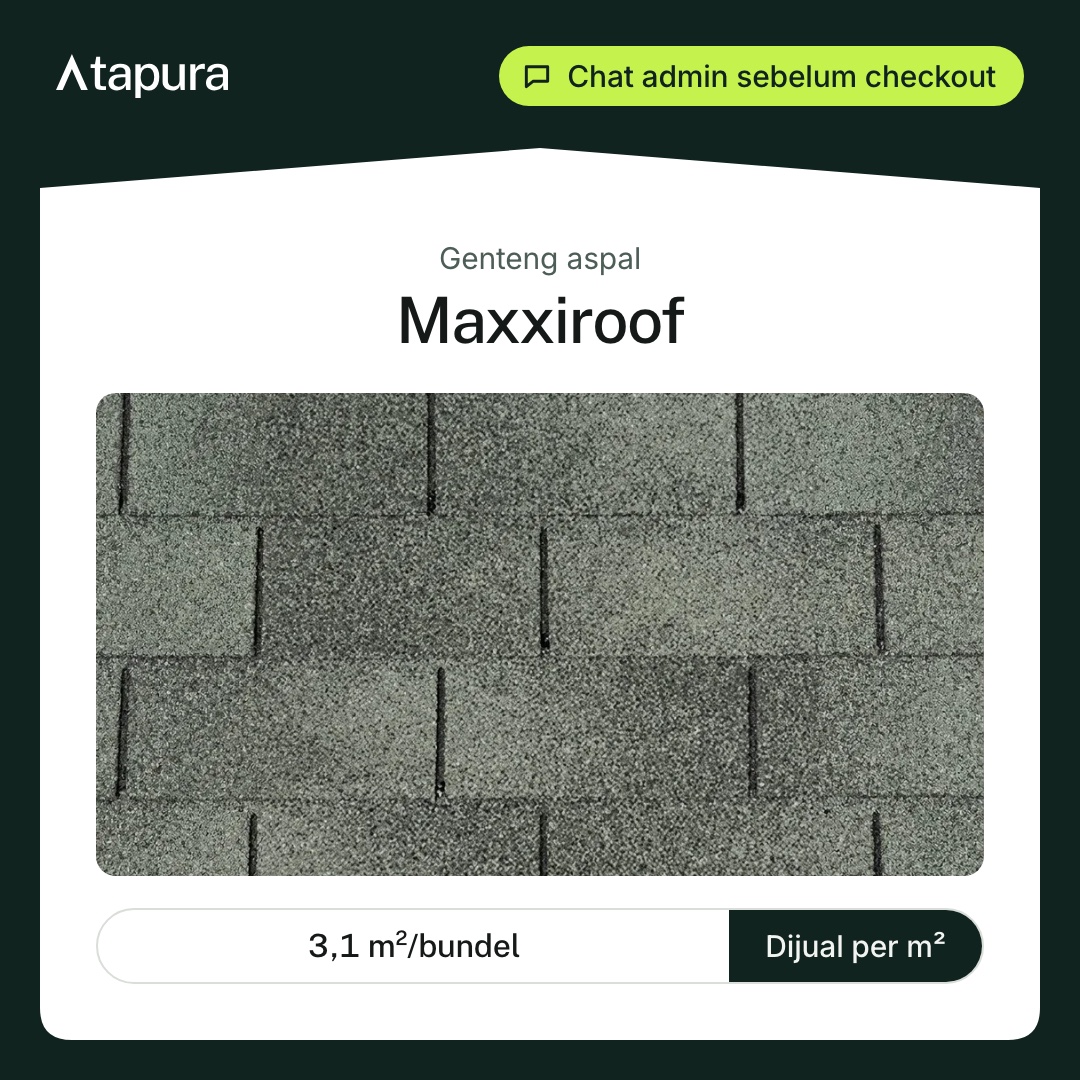 Atapura
Chat admin sebelum checkout
Genteng aspal
Maxxiroof
3,1 m²/bundel
Dijual per m²